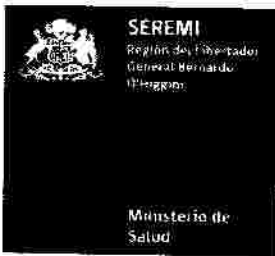 SEREMI
Región del Libertador
General Bernardo
O'Higgins
Ministerio de
Salud